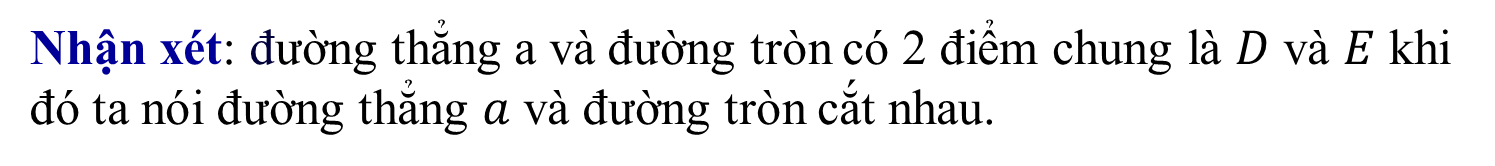 Nhận xét: đường thẳng a và đường tròn có 2 điểm chung là D và E khi
đó ta nói đường thẳng a và đường tròn cắt nhau.